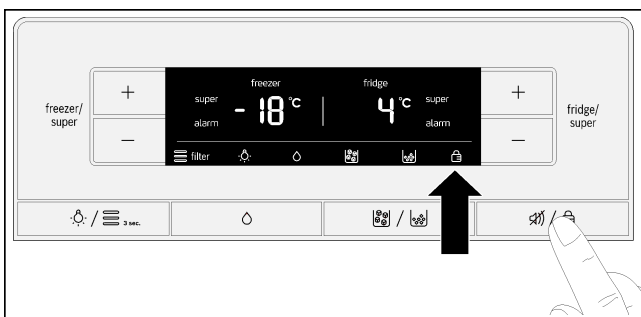 freezer
fridge
super
- 18 °C
4 °C
super
alarm
alarm
filter
freezer/
super
+
−
+
−
fridge/
super
/
3 sec.
/
/